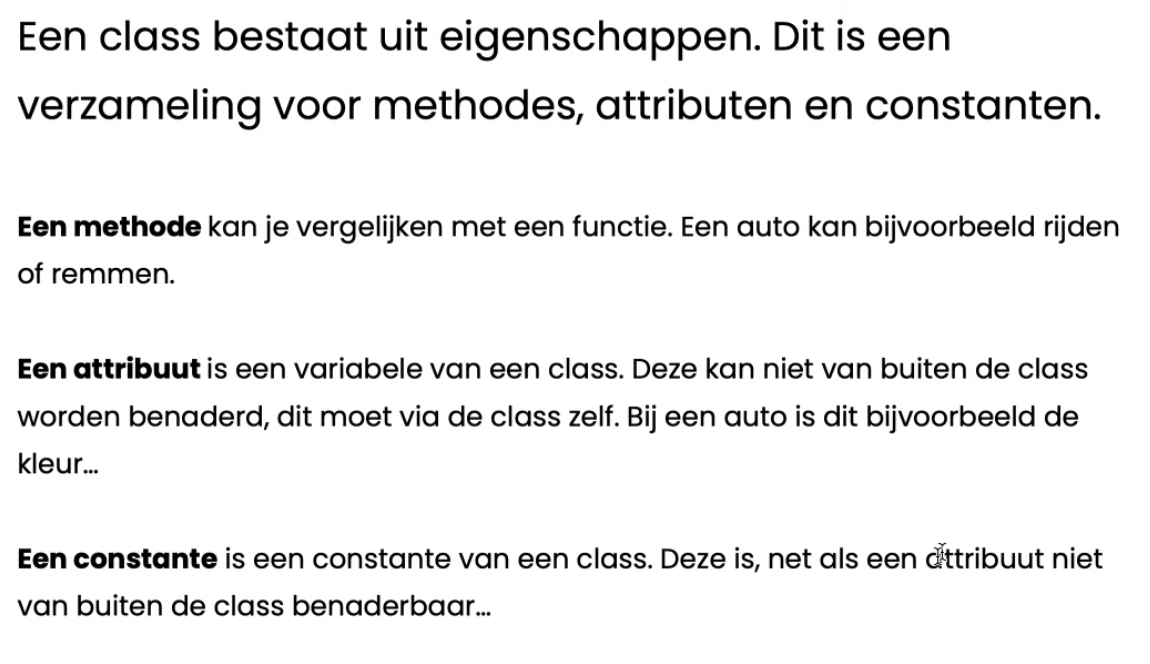 Een class bestaat uit eigenschappen. Dit is een
verzameling voor methodes, attributen en constanten.
Een methode kan je vergelijken met een functie. Een auto kan bijvoorbeeld rijden
of remmen.
Een attribuut is een variabele van een class. Deze kan niet van buiten de class
worden benaderd, dit moet via de class zelf. Bij een auto is dit bijvoorbeeld de
kleur...
Een constante is een constante van een class. Deze is, net als een attribuut niet
van buiten de class benaderbaar...